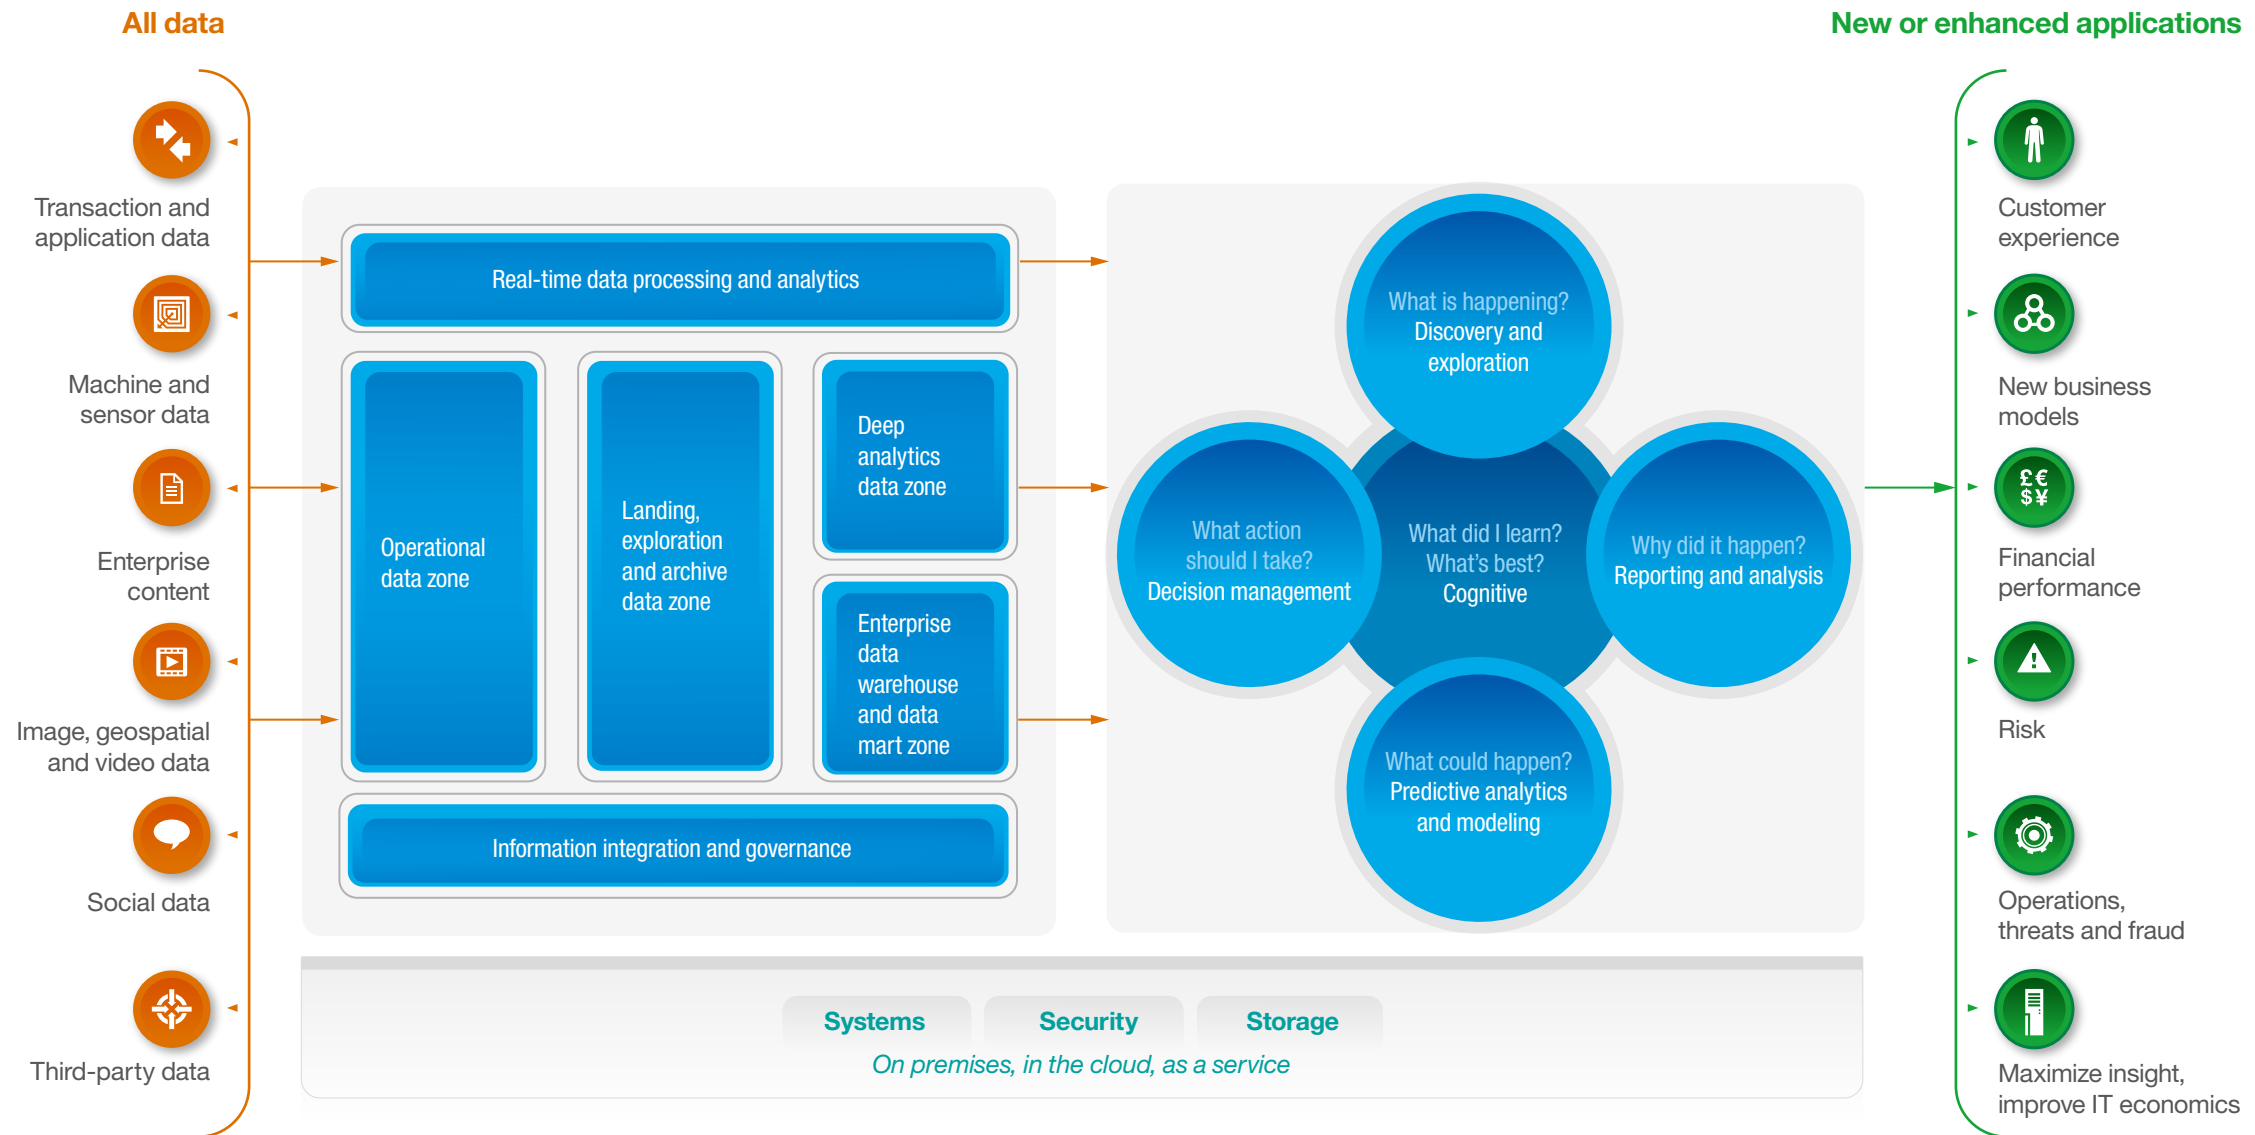 All data
New or enhanced applications
Transaction and
application data
Machine and
sensor data
Enterprise
content
Image, geospatial
and video data
Social data
Third-party data
Real-time data processing and analytics
Operational
data zone
Landing,
exploration
and archive
data zone
Deep
analytics
data zone
Enterprise
data
warehouse
and data
mart zone
Information integration and governance
What is happening?
Discovery and
exploration
What action
should I take?
Decision management
What did I learn?
What’s best?
Cognitive
Why did it happen?
Reporting and analysis
What could happen?
Predictive analytics
and modeling
Systems
Security
Storage
On premises, in the cloud, as a service
Customer
experience
New business
models
£€
$¥
Financial
performance
Risk
Operations,
threats and fraud
Maximize insight,
improve IT economics